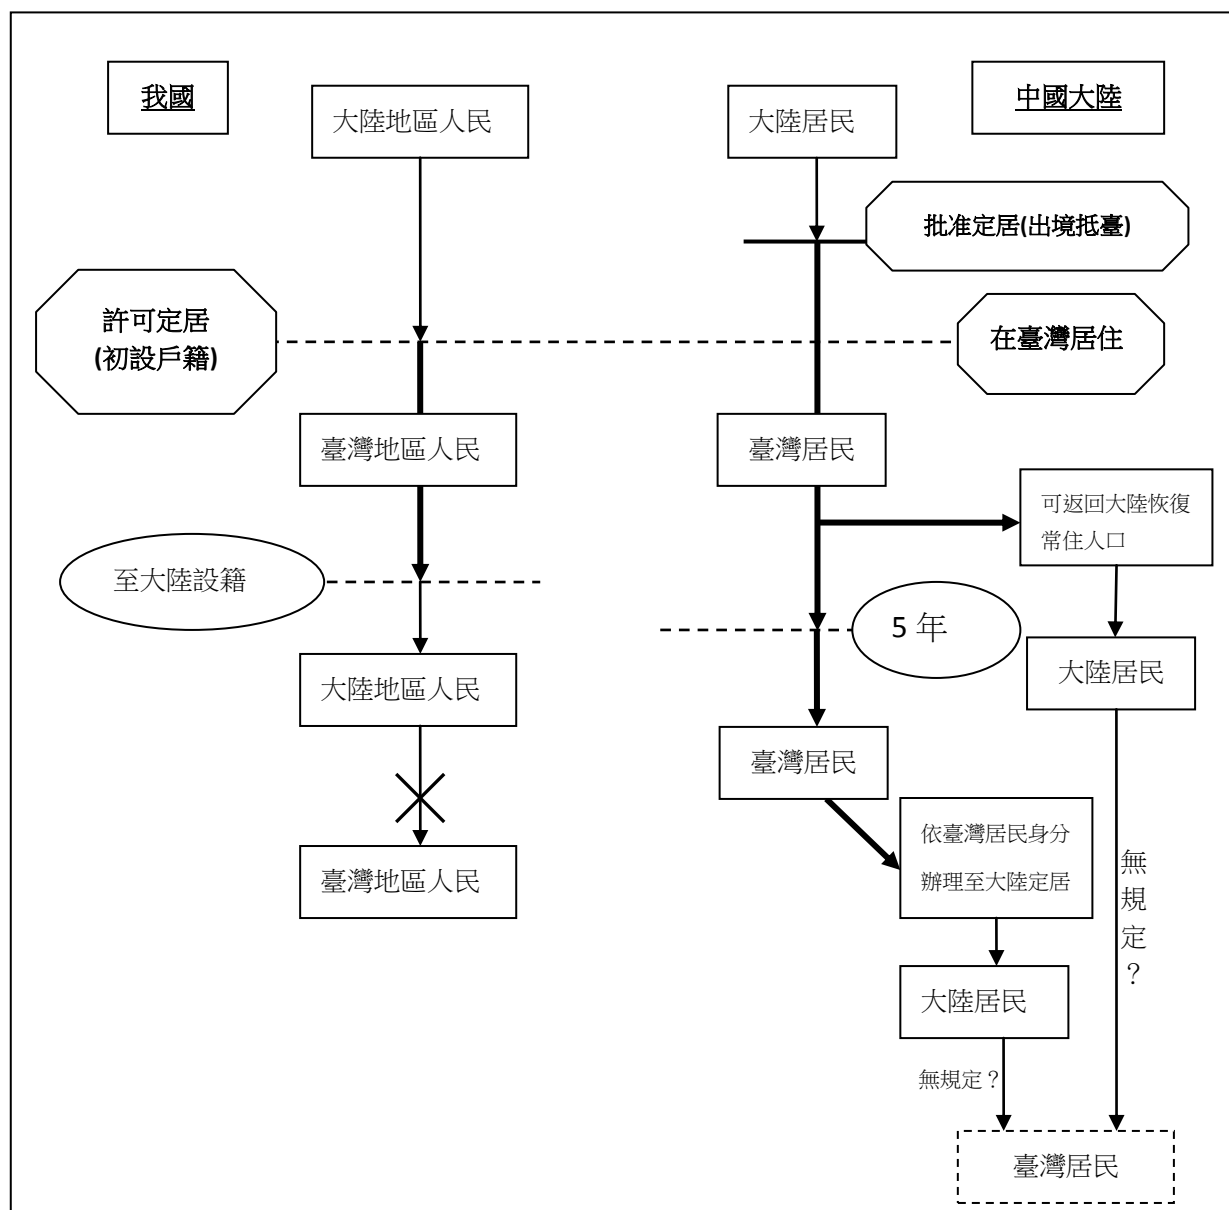 我國
大陸地區人民
許可定居
(初設戶籍)
臺灣地區人民
至大陸設籍
大陸地區人民
臺灣地區人民
中國大陸
大陸居民
批准定居(出境抵臺)
在臺灣居住
臺灣居民
可返回大陸恢復
常住人口
5 年
大陸居民
臺灣居民
依臺灣居民身分
辦理至大陸定居
無規定？
大陸居民
無規定？
臺灣居民